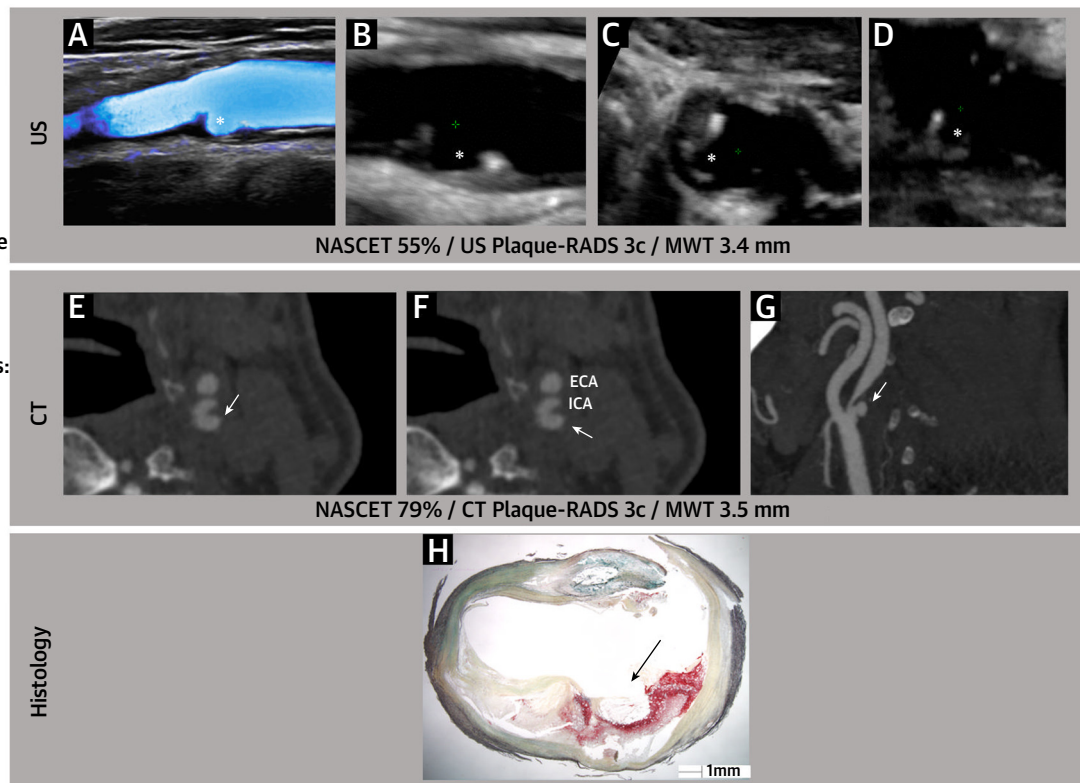 A
B
C
D
US
*
*
*
*
e
NASCET 55% / US Plaque-RADS 3c / MWT 3.4 mm
E
F
G
s:
ECA
ICA
CT
NASCET 79% / CT Plaque-RADS 3c / MWT 3.5 mm
H
Histology
1mm